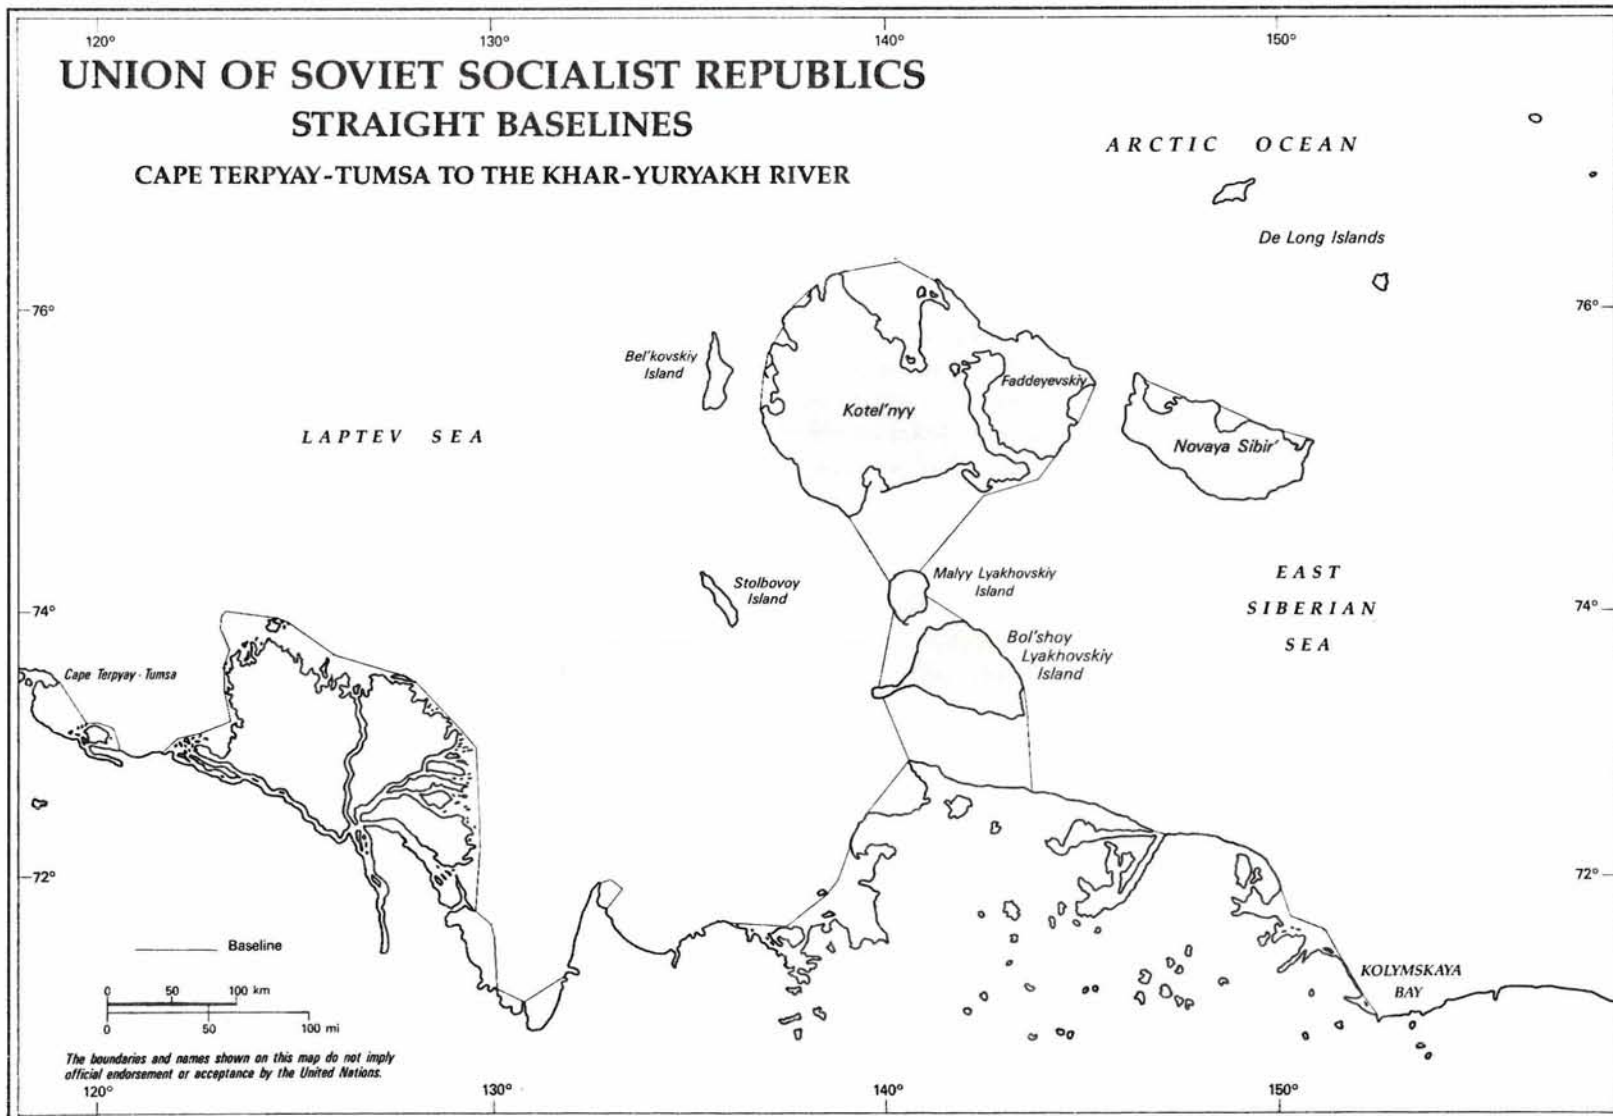 120°
130°
140°
150°
UNION OF SOVIET SOCIALIST REPUBLICS
STRAIGHT BASELINES
CAPE TERPYAY-TUMSA TO THE KHAR-YURYAKH RIVER
ARCTIC OCEAN
De Long Islands
76°
76°
Bel'kovskiy
Island
Faddeyevskiy
Kotel'nyy
LAPTEV SEA
Novaya Sibir'
Malyy Lyakhovskiy
Island
EAST
SIBERIAN
SEA
Stolbovoy
Island
74°
74°
Bol'shoy
Lyakhovskiy
Island
Cape Terpyay-Tumsa
72°
72°
Baseline
KOLYMSKAYA
BAY
0 50 100 km
0 50 100 mi
The boundaries and names shown on this map do not imply
official endorsement or acceptance by the United Nations.
120°
130°
140°
150°